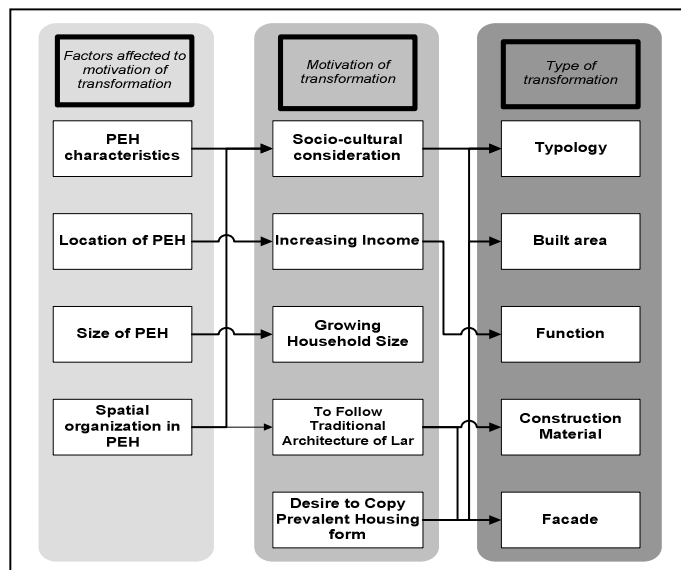 Factors affected to
motivation of
transformation
PEH
characteristics
Location of PEH
Size of PEH
Spatial
organization in
PEH
Motivation of
transformation
Socio-cultural
consideration
Increasing Income
Growing
Household Size
To Follow
Traditional
Architecture of Lar
Desire to Copy
Prevalent Housing
form
Type of
transformation
Typology
Built area
Function
Construction
Material
Facade